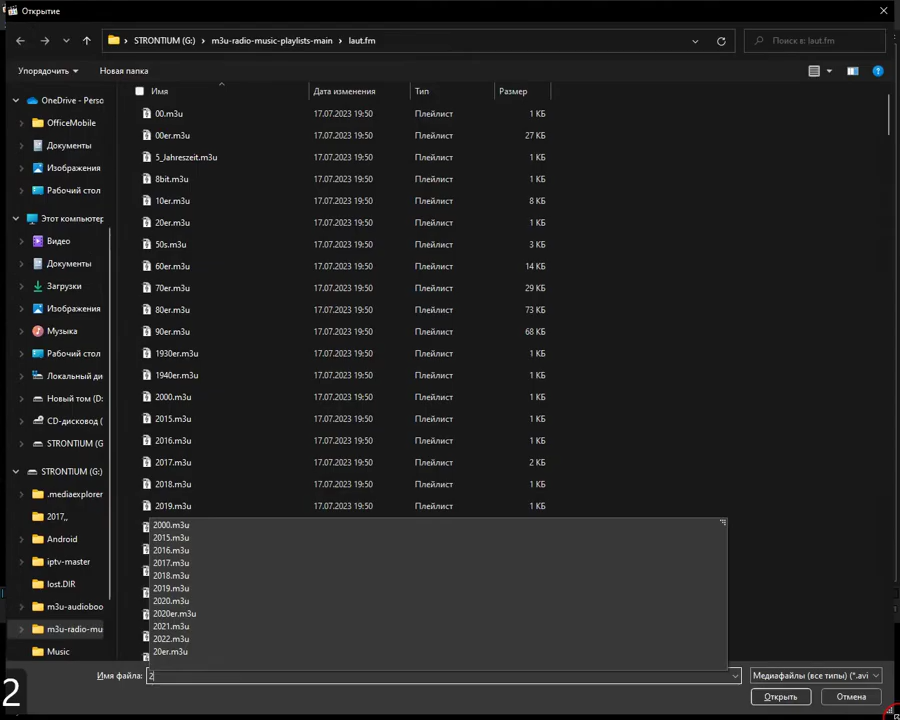 Открытие
STRONTIUM (G:) › m3u-radio-music-playlists-main › laut.fm
Поиск в: laut.fm
Упорядочить
Новая папка
Имя
Дата изменения
Тип
Размер
OneDrive - Perso
OfficeMobile
Документы
Изображения
Рабочий стол
Этот компьютер
Видео
Документы
Загрузки
Изображения
Музыка
Рабочий стол
Локальный ди
Новый том (D:
CD-дисковод (
STRONTIUM (G
STRONTIUM (G:)
.mediaexplorer
2017,,
Android
iptv-master
lost.DIR
m3u-audioboo
m3u-radio-mu
Music
00.m3u 17.07.2023 19:50 Плейлист 1 КБ
00er.m3u 17.07.2023 19:50 Плейлист 27 КБ
5_Jahreszeit.m3u 17.07.2023 19:50 Плейлист 1 КБ
8bit.m3u 17.07.2023 19:50 Плейлист 1 КБ
10er.m3u 17.07.2023 19:50 Плейлист 8 КБ
20er.m3u 17.07.2023 19:50 Плейлист 1 КБ
50s.m3u 17.07.2023 19:50 Плейлист 3 КБ
60er.m3u 17.07.2023 19:50 Плейлист 14 КБ
70er.m3u 17.07.2023 19:50 Плейлист 29 КБ
80er.m3u 17.07.2023 19:50 Плейлист 73 КБ
90er.m3u 17.07.2023 19:50 Плейлист 68 КБ
1930er.m3u 17.07.2023 19:50 Плейлист 1 КБ
1940er.m3u 17.07.2023 19:50 Плейлист 1 КБ
2000.m3u 17.07.2023 19:50 Плейлист 1 КБ
2015.m3u 17.07.2023 19:50 Плейлист 1 КБ
2016.m3u 17.07.2023 19:50 Плейлист 1 КБ
2017.m3u 17.07.2023 19:50 Плейлист 2 КБ
2018.m3u 17.07.2023 19:50 Плейлист 1 КБ
2019.m3u 17.07.2023 19:50 Плейлист 1 КБ
2000.m3u
2015.m3u
2016.m3u
2017.m3u
2018.m3u
2019.m3u
2020.m3u
2020er.m3u
2021.m3u
2022.m3u
20er.m3u
Имя файла: 2
Медиафайлы (все типы) (*.avi
Открыть
Отмена
2